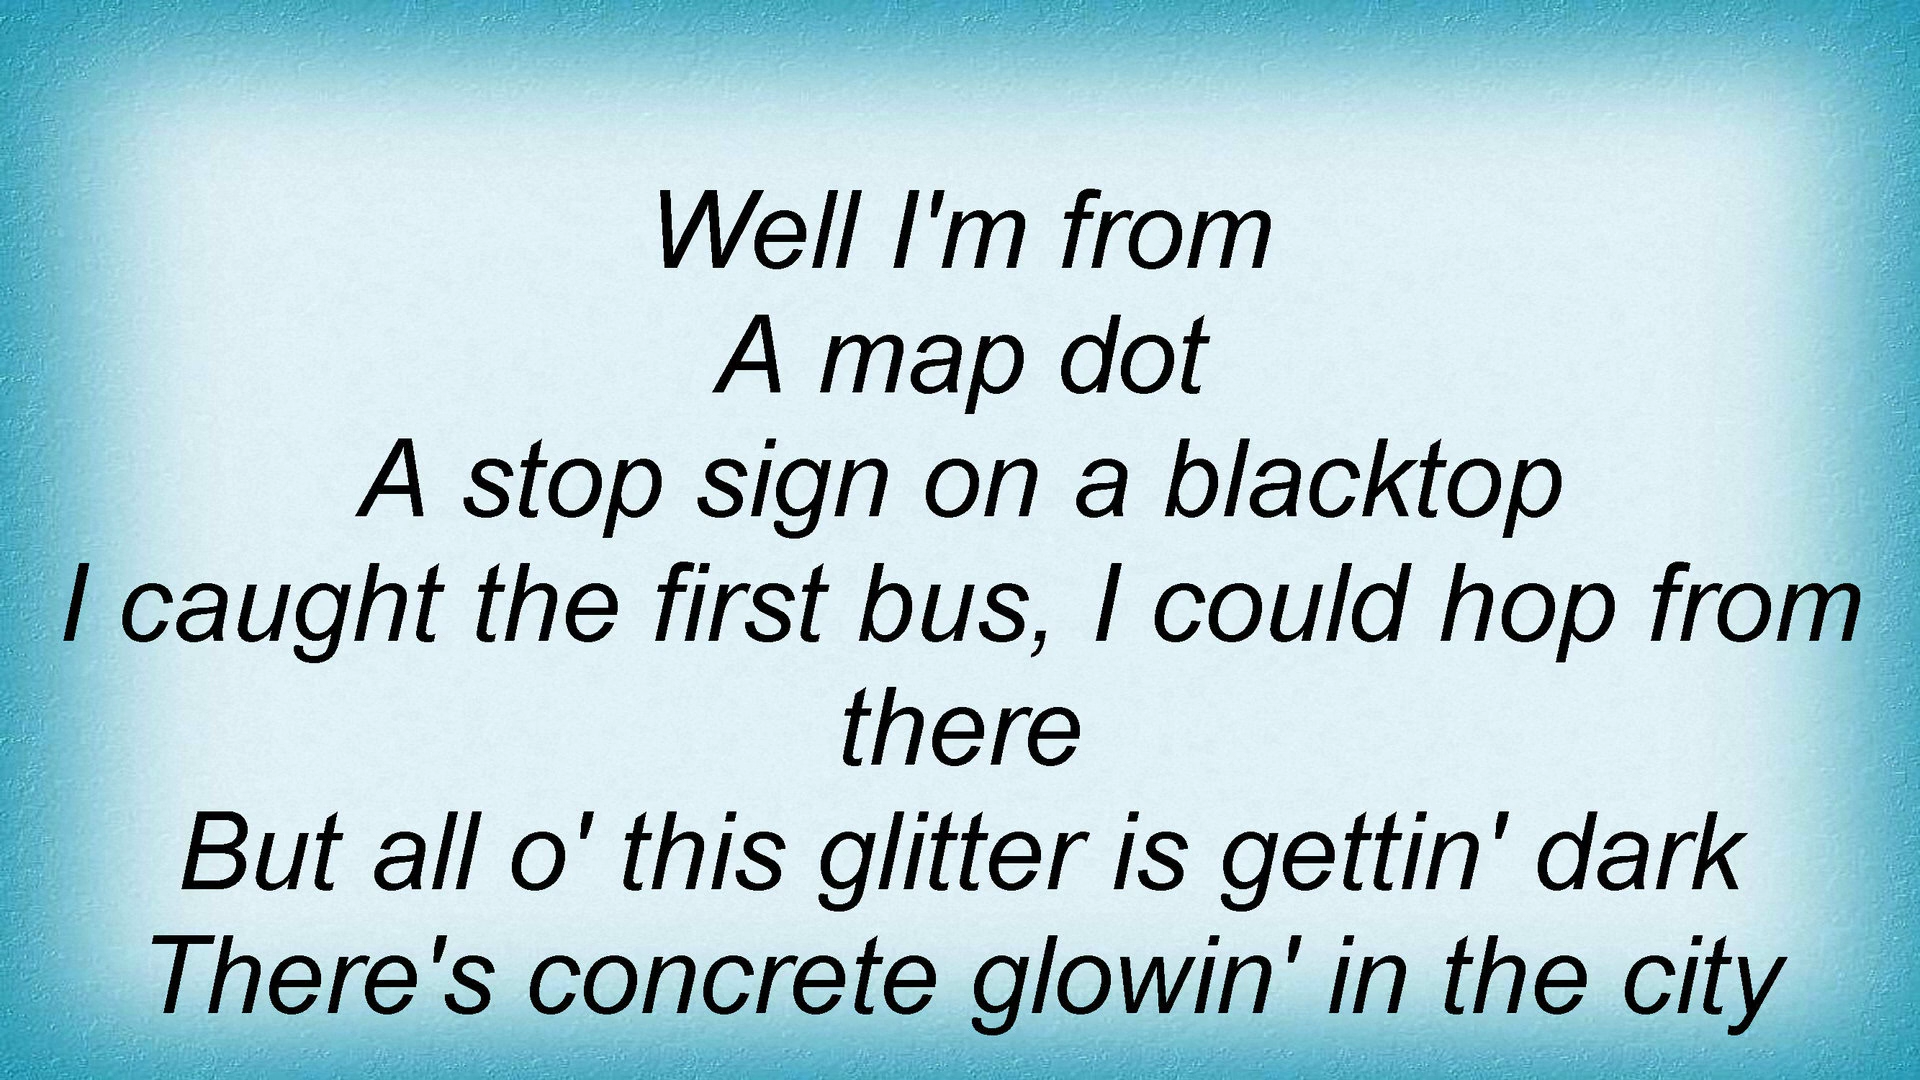 Well I'm from
A map dot
A stop sign on a blacktop
I caught the first bus, I could hop from
there
But all o' this glitter is gettin' dark
There's concrete glowin' in the city